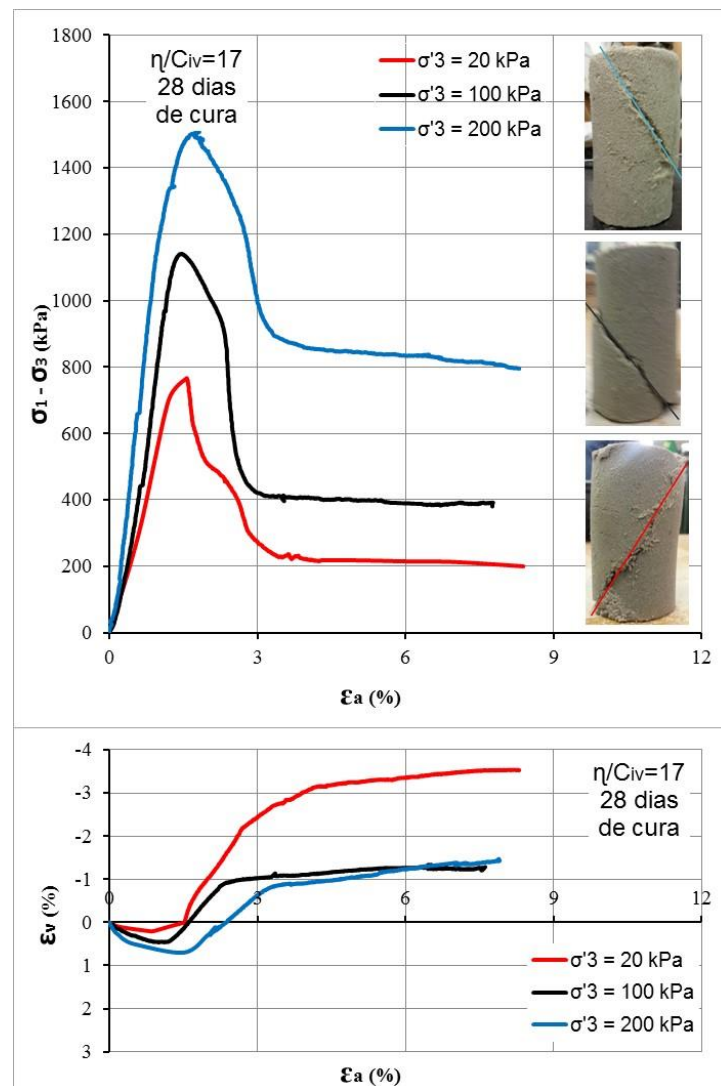 1800
1600
1400
1200
1000
800
600
400
200
0
σ1 - σ3 (kPa)
η/Civ=17
28 dias
de cura
σ'3 = 20 kPa
σ'3 = 100 kPa
σ'3 = 200 kPa
0 3 6 9 12
εa (%)
-4
-3
-2
-1
0
1
2
3
εv (%)
η/Civ=17
28 dias
de cura
0 3 6 9 12
σ'3 = 20 kPa
σ'3 = 100 kPa
σ'3 = 200 kPa
εa (%)